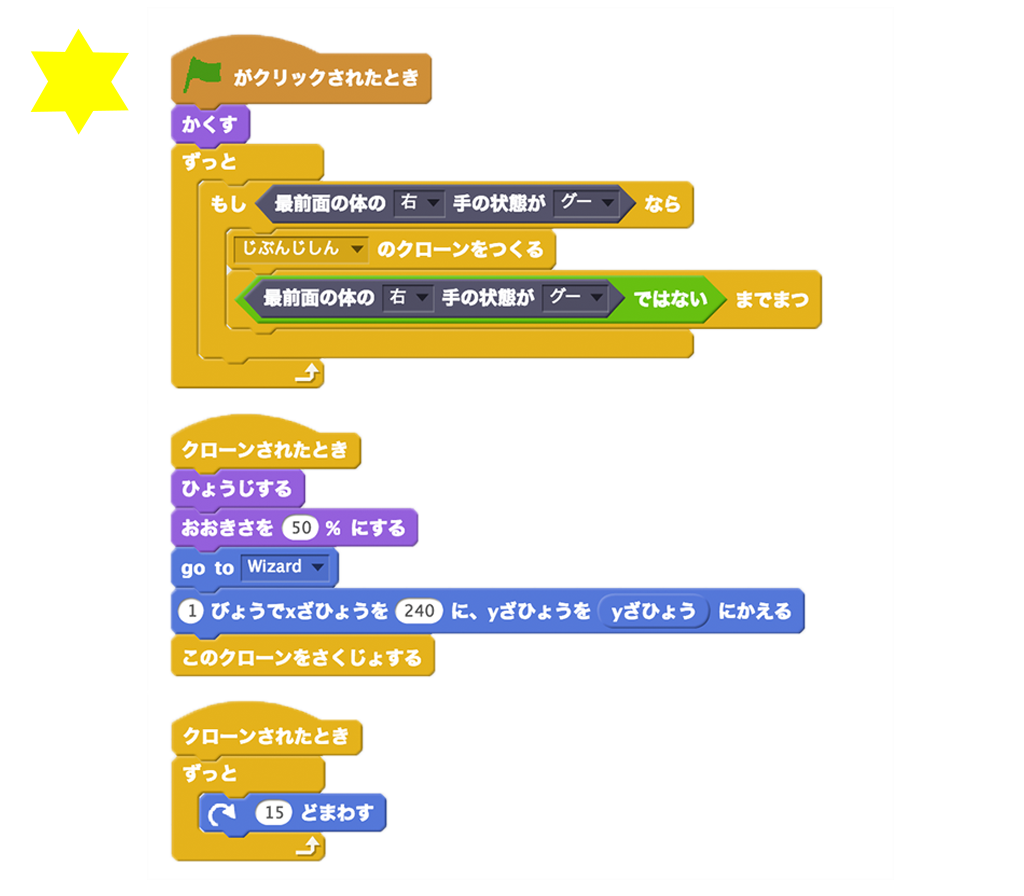 がクリックされたとき
かくす
ずっと
もし 最前面の体の 右 手の状態が グー なら
じぶんじしん のクローンをつくる
最前面の体の 右 手の状態が グー ではない までまつ
クローンされたとき
ひょうじする
おおきさを 50 % にする
go to Wizard
1 びょうでxざひょうを 240 に、yざひょうを yざひょう にかえる
このクローンをさくじょする
クローンされたとき
ずっと
15 どまわす